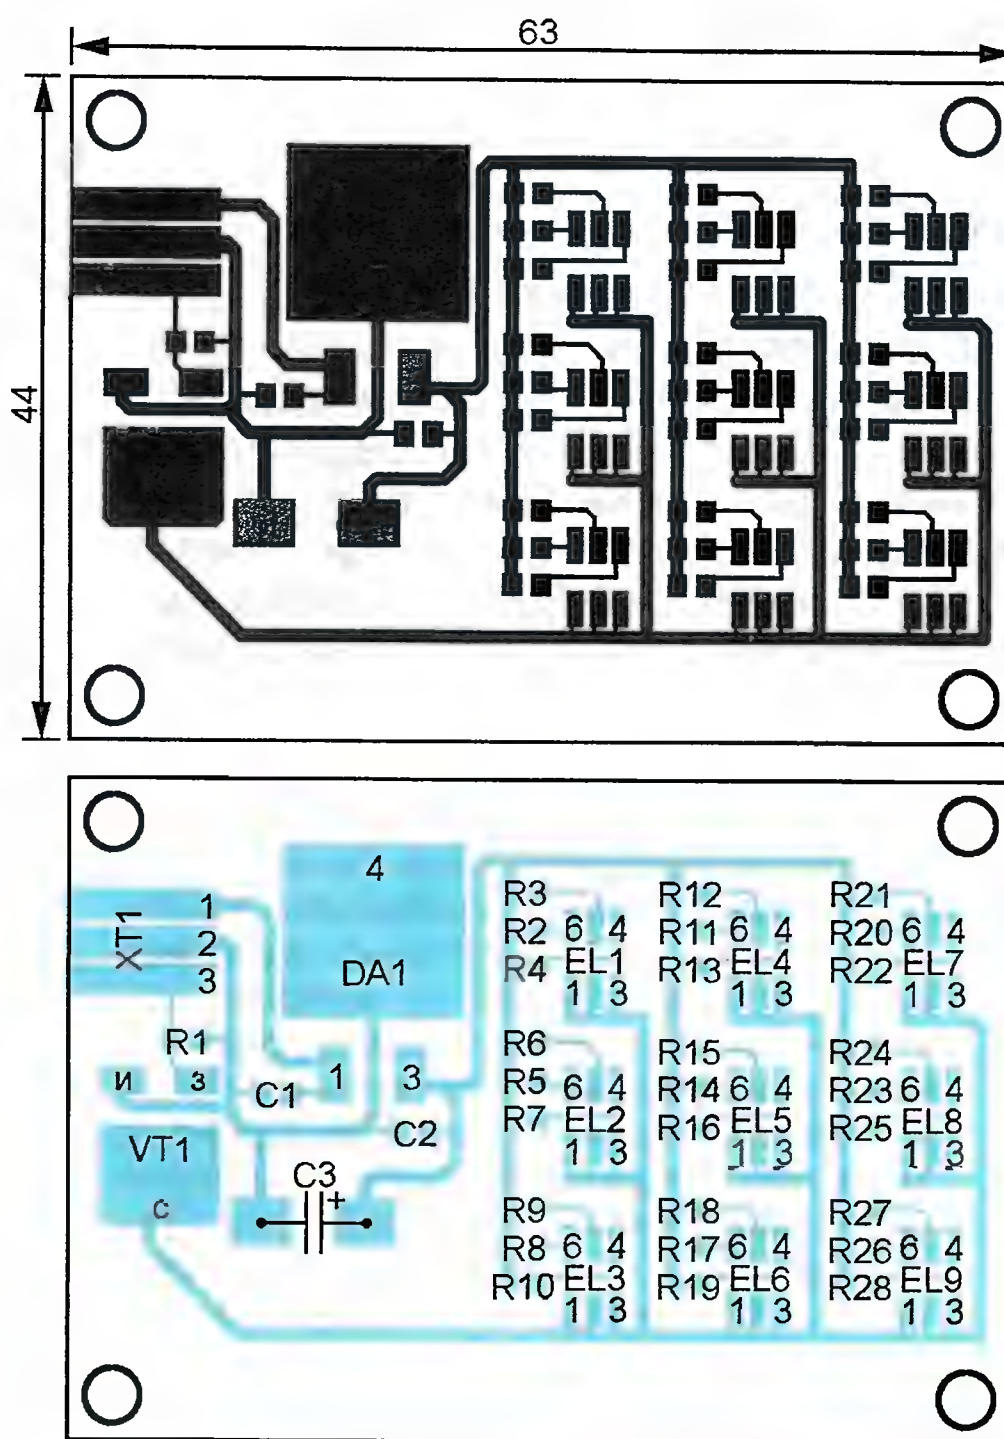 63
44
4
R3 R12 R21
1
R2 6 4 R11 6 4 R20 6 4
XT1 2
DA1
R4 EL1 R13 EL4 R22 EL7
3
1 3 1 3 1 3
R1
R6 R15 R24
и з 1 3
C1
R5 6 4 R14 6 4 R23 6 4
C2
R7 EL2 R16 EL5 R25 EL8
VT1
1 3 1 3 1 3
C3
+
с
R9 R18 R27
R8 6 4 R17 6 4 R26 6 4
R10 EL3 R19 EL6 R28 EL9
1 3 1 3 1 3